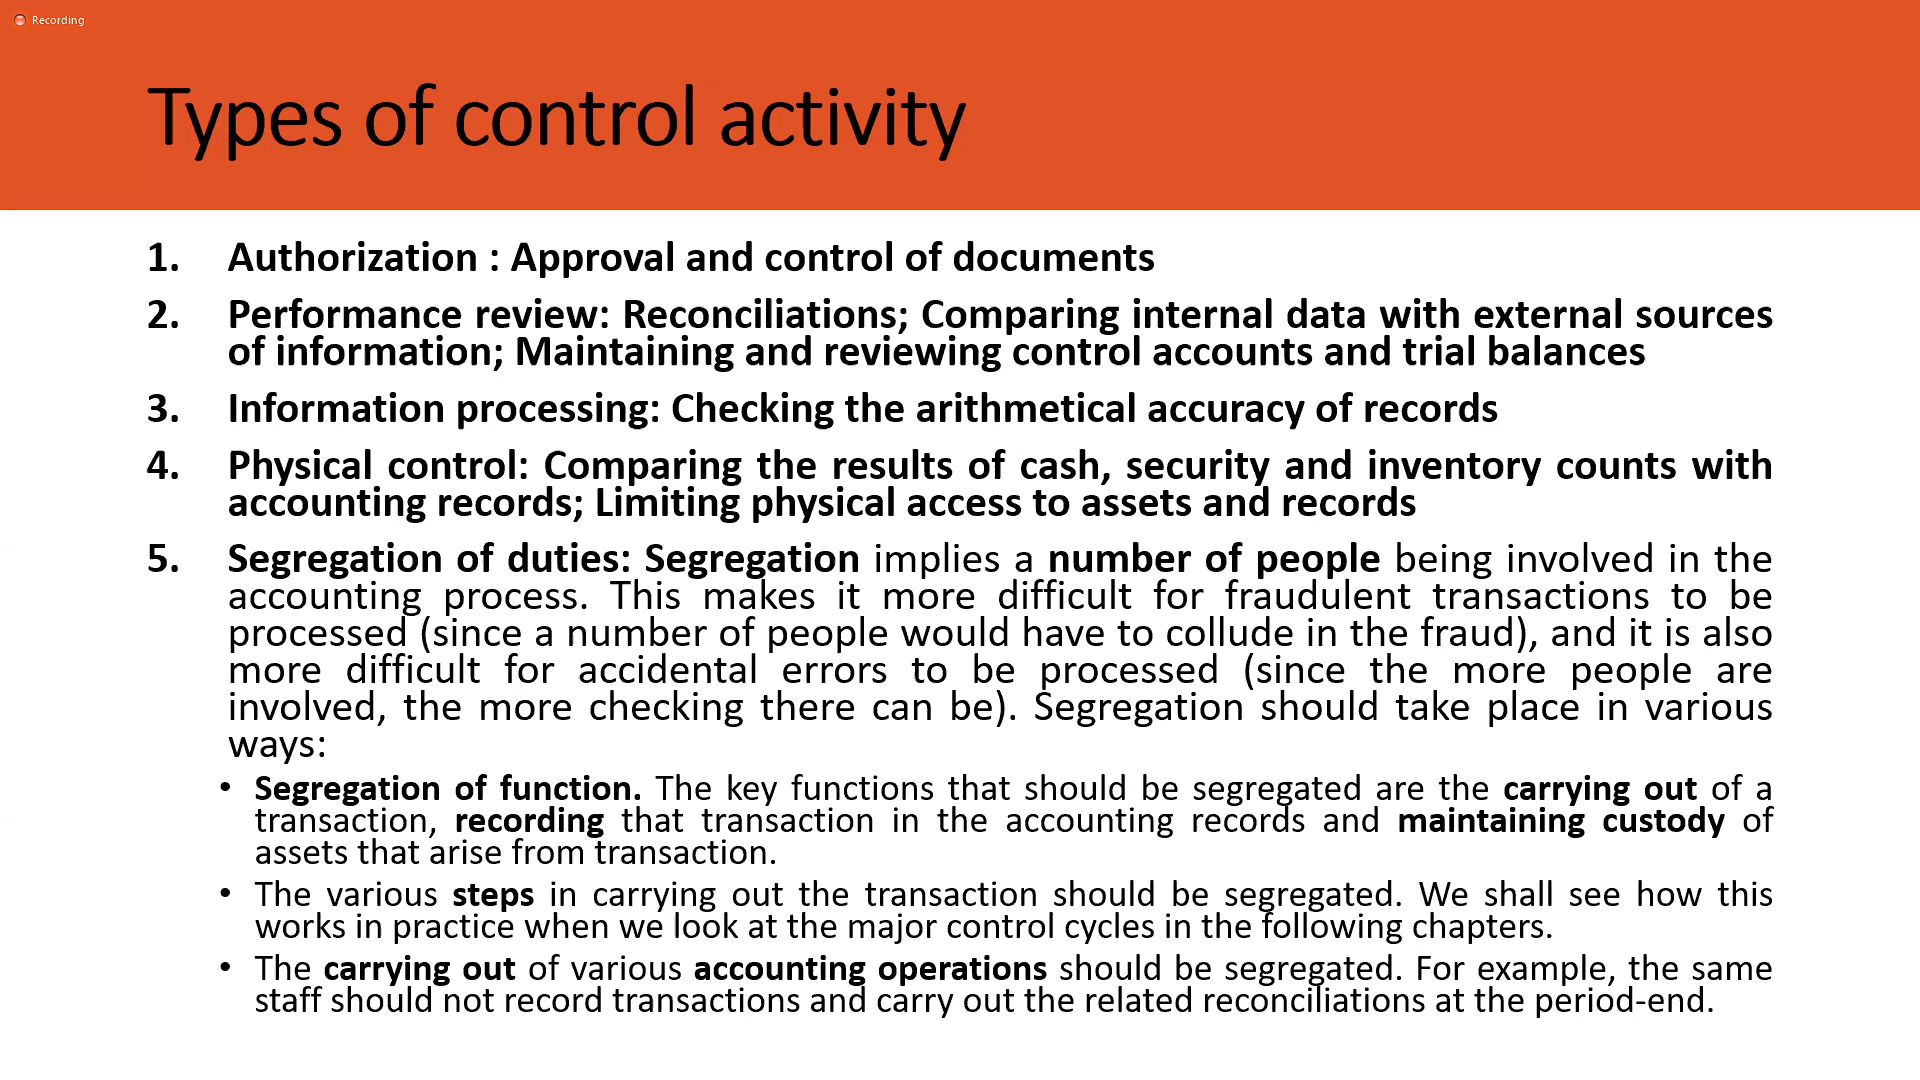 Recording
Types of control activity
1. Authorization : Approval and control of documents
2. Performance review: Reconciliations; Comparing internal data with external sources
of information; Maintaining and reviewing control accounts and trial balances
3. Information processing: Checking the arithmetical accuracy of records
4. Physical control: Comparing the results of cash, security and inventory counts with
accounting records; Limiting physical access to assets and records
5. Segregation of duties: Segregation implies a number of people being involved in the
accounting process. This makes it more difficult for fraudulent transactions to be
processed (since a number of people would have to collude in the fraud), and it is also
more difficult for accidental errors to be processed (since the more people are
involved, the more checking there can be). Segregation should take place in various
ways:
• Segregation of function. The key functions that should be segregated are the carrying out of a
transaction, recording that transaction in the accounting records and maintaining custody of
assets that arise from transaction.
• The various steps in carrying out the transaction should be segregated. We shall see how this
works in practice when we look at the major control cycles in the following chapters.
• The carrying out of various accounting operations should be segregated. For example, the same
staff should not record transactions and carry out the related reconciliations at the period-end.